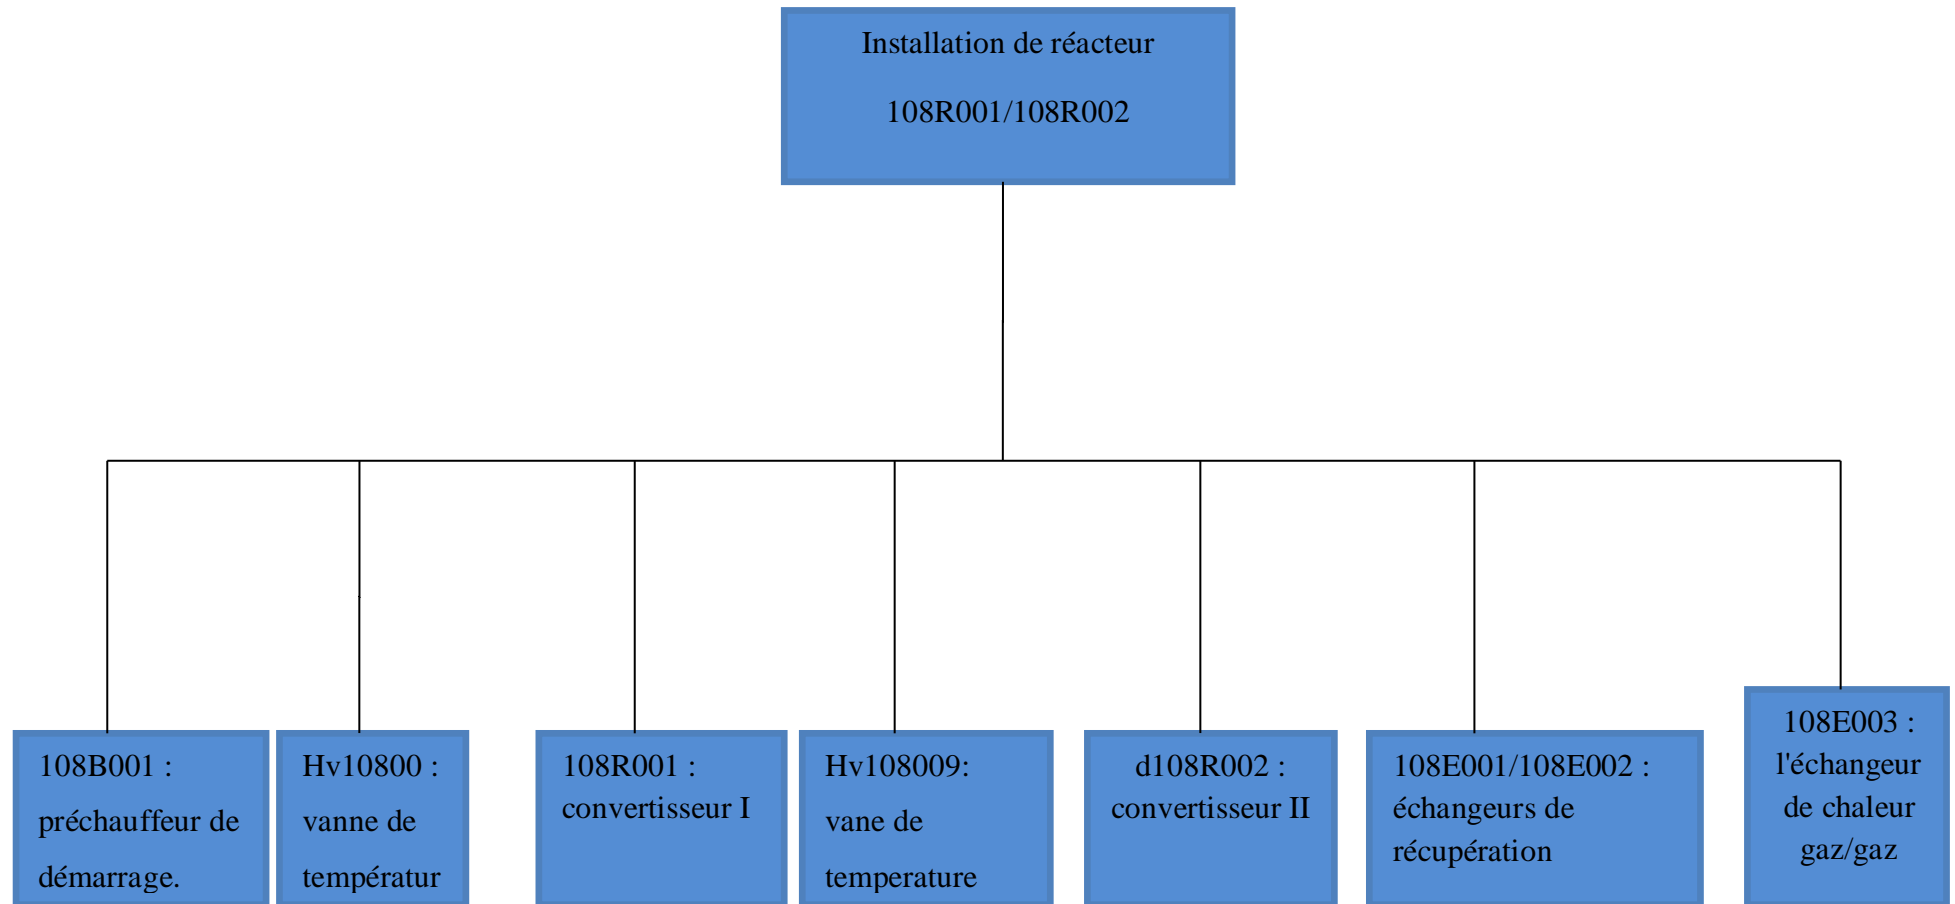 Installation de réacteur
108R001/108R002
108B001 :
préchauffeur de
démarrage.
Hv10800 :
vanne de
températur
108R001 :
convertisseur I
Hv108009:
vane de
temperature
d108R002 :
convertisseur II
108E001/108E002 :
échangeurs de
récupération
108E003 :
l'échangeur
de chaleur
gaz/gaz